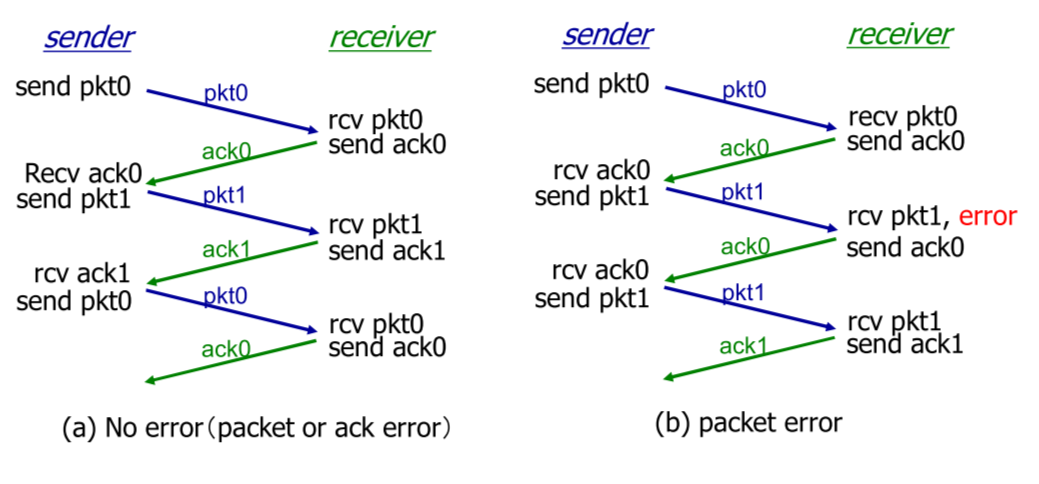 sender
receiver
send pkt0
pkt0
rcv pkt0
send ack0
ack0
Recv ack0
send pkt1
pkt1
rcv pkt1
send ack1
ack1
rcv ack1
send pkt0
pkt0
rcv pkt0
send ack0
ack0
(a) No error(packet or ack error)
sender
receiver
send pkt0
pkt0
recv pkt0
send ack0
ack0
rcv ack0
send pkt1
pkt1
rcv pkt1, error
send ack0
ack0
rcv ack0
send pkt1
pkt1
rcv pkt1
send ack1
ack1
(b) packet error